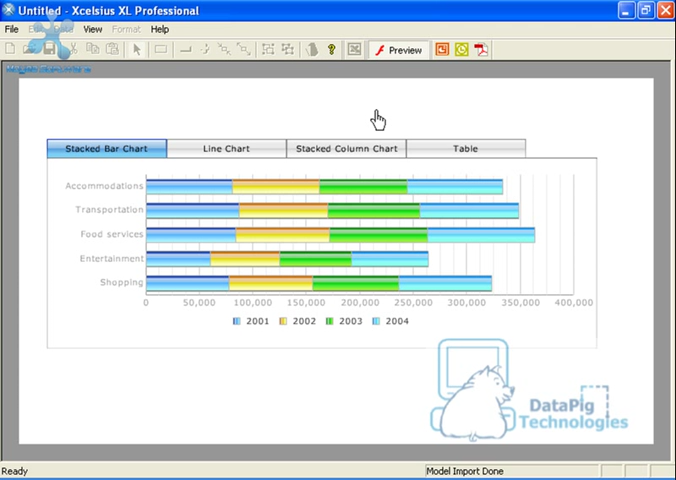 Untitled - Xcelsius XL Professional
File View Format Help
Preview
Stacked Bar Chart Line Chart Stacked Column Chart Table
Accommodations
Transportation
Food services
Entertainment
Shopping
0 50,000 100,000 150,000 200,000 250,000 300,000 350,000 400,000
2001 2002 2003 2004
DataPig
Technologies
Ready Model Import Done